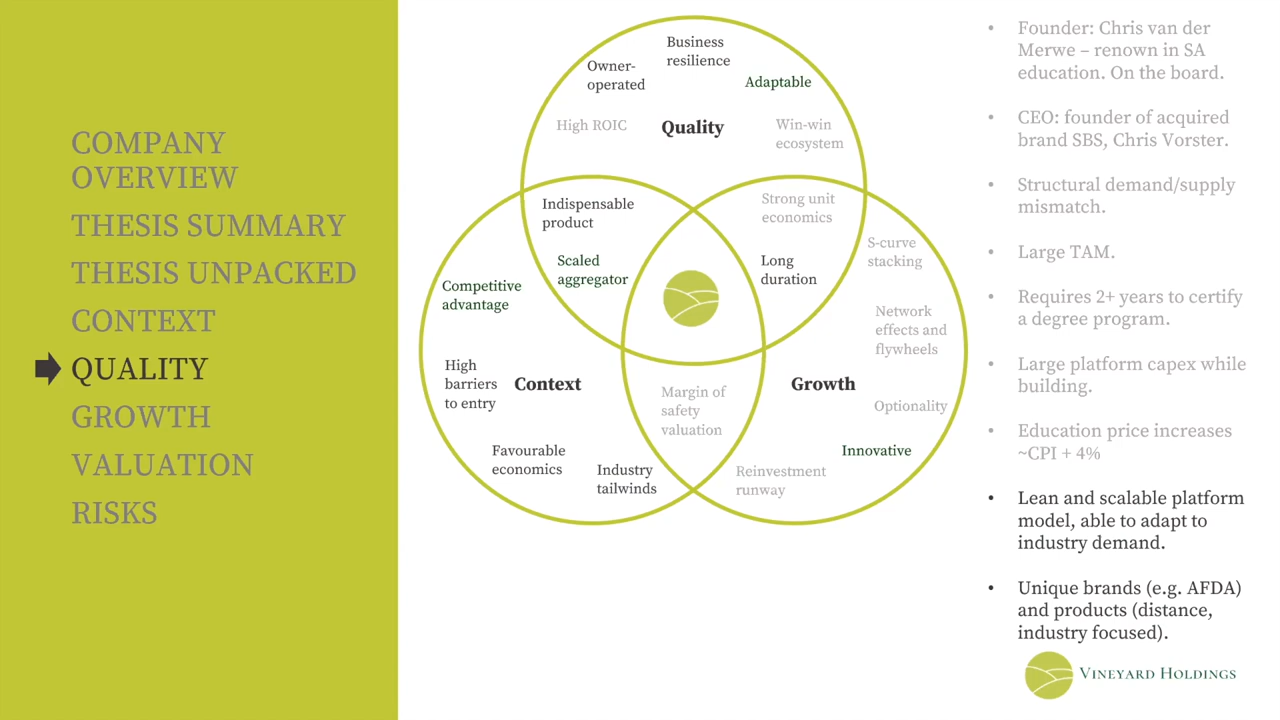 COMPANY
OVERVIEW
THESIS SUMMARY
THESIS UNPACKED
CONTEXT
QUALITY
GROWTH
VALUATION
RISKS
Business
resilience
Owner-
operated
Adaptable
High ROIC
Quality
Win-win
ecosystem
Indispensable
product
Strong unit
economics
Scaled
aggregator
Long
duration
S-curve
stacking
Competitive
advantage
Network
effects and
flywheels
High
barriers
to entry
Context
Margin of
safety
valuation
Growth
Optionality
Favourable
economics
Industry
tailwinds
Innovative
Reinvestment
runway
• Founder: Chris van der
Merwe – renown in SA
education. On the board.
• CEO: founder of acquired
brand SBS, Chris Vorster.
• Structural demand/supply
mismatch.
• Large TAM.
• Requires 2+ years to certify
a degree program.
• Large platform capex while
building.
• Education price increases
~CPI + 4%
• Lean and scalable platform
model, able to adapt to
industry demand.
• Unique brands (e.g. AFDA)
and products (distance,
industry focused).
VINEYARD HOLDINGS